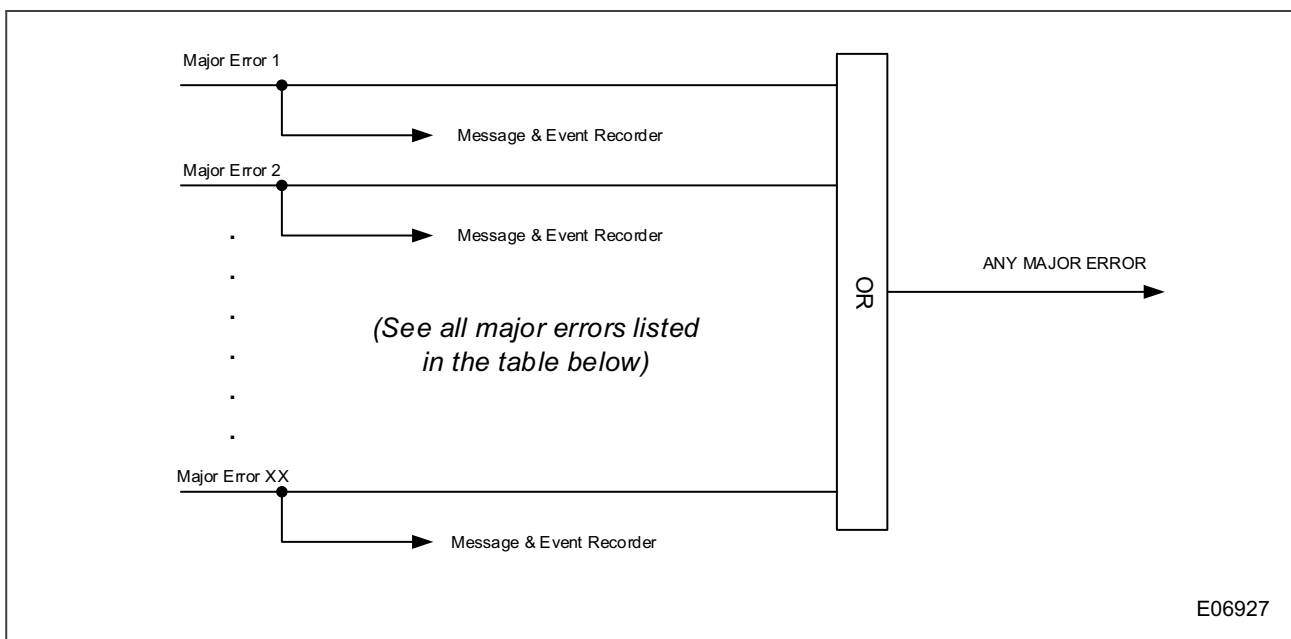 Major Error 1
Message & Event Recorder
Major Error 2
Message & Event Recorder
ANY MAJOR ERROR
OR
(See all major errors listed
in the table below)
Major Error XX
Message & Event Recorder
E06927